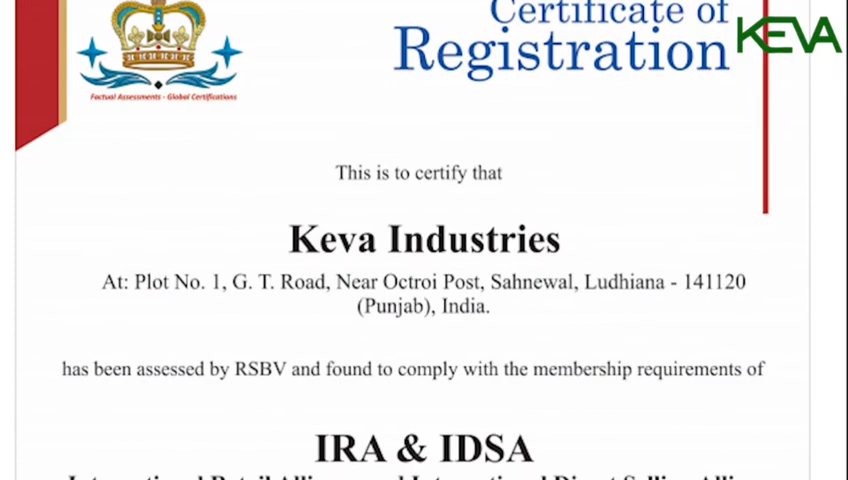 Certificate of
Registration
KEVA
Factual Assessments - Global Certifications
This is to certify that
Keva Industries
At: Plot No. 1, G. T. Road, Near Octroi Post, Sahnewal, Ludhiana - 141120
(Punjab), India.
has been assessed by RSBV and found to comply with the membership requirements of
IRA & IDSA